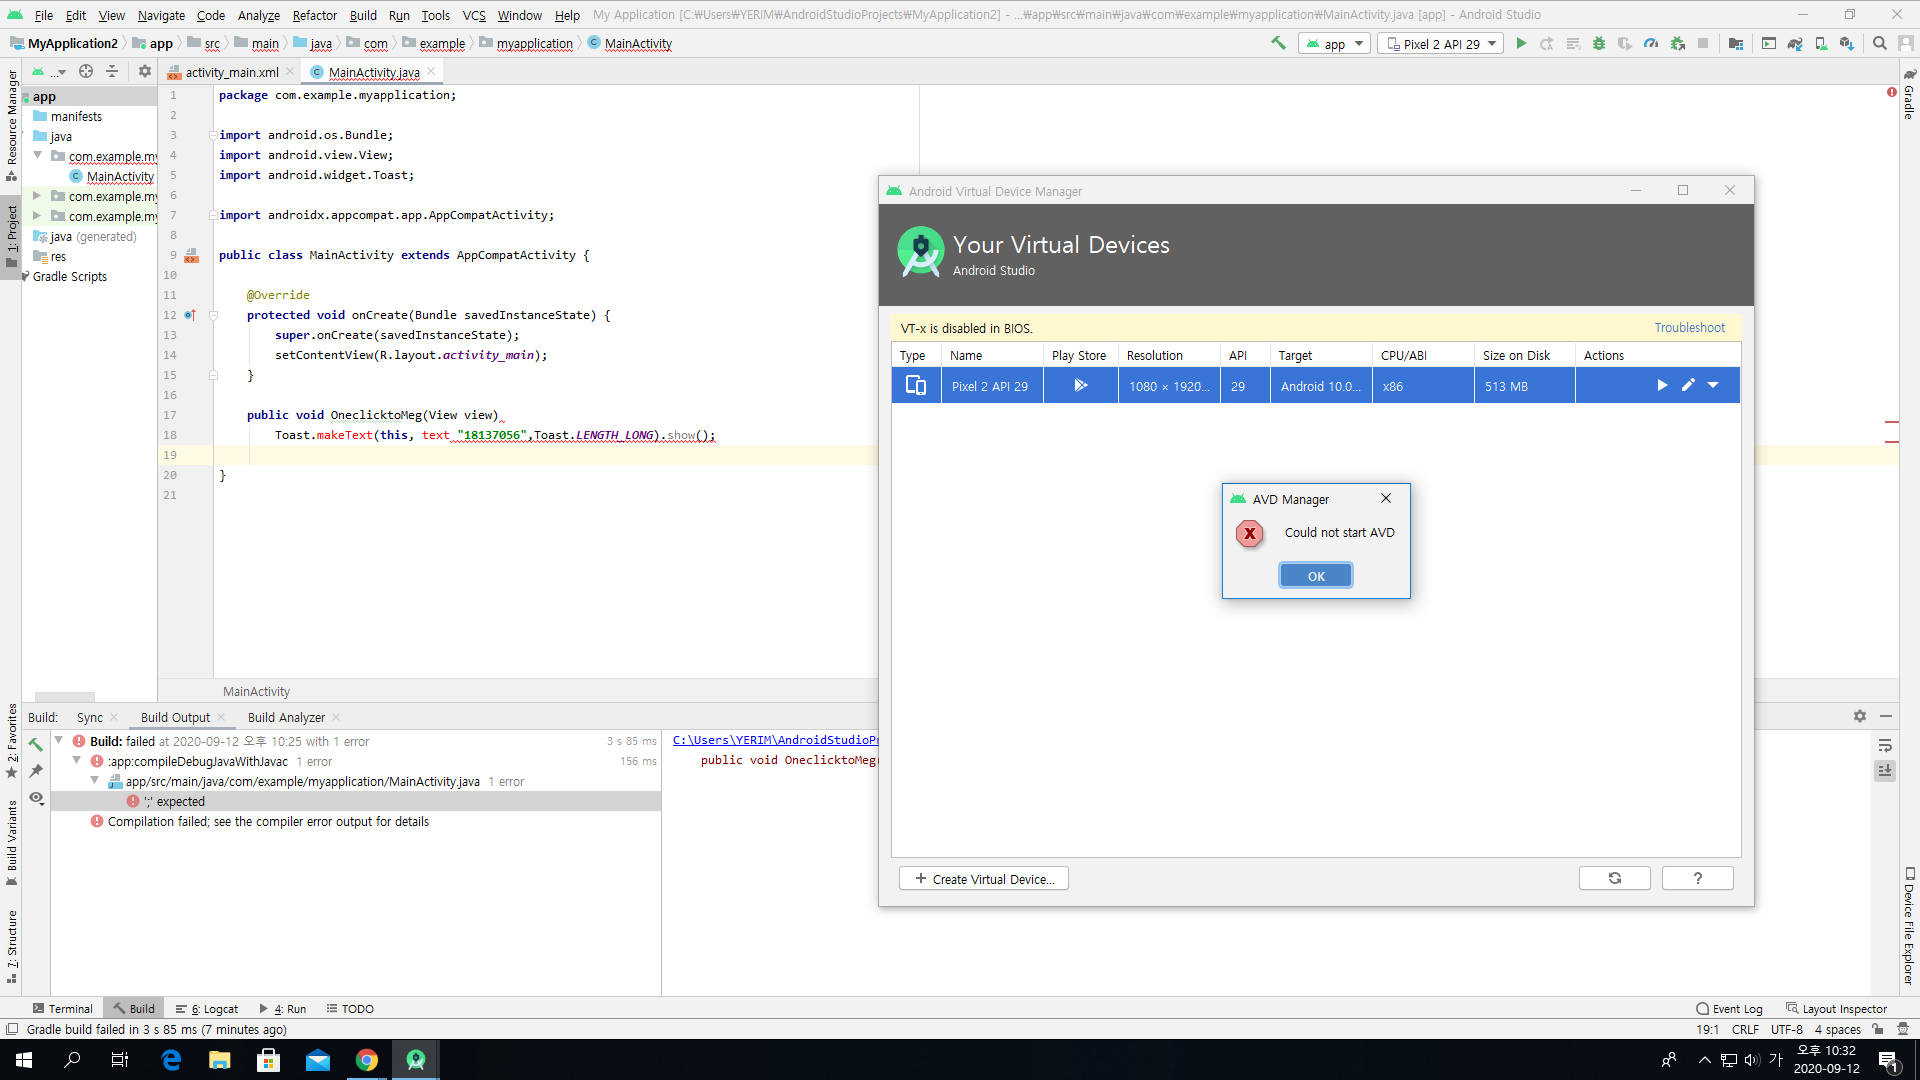 File Edit View Navigate Code Analyze Refactor Build Run Tools VCS Window Help My Application [C:₩Users₩YERIM₩AndroidStudioProjects₩MyApplication2] - ...₩app₩src₩main₩java₩com₩example₩myapplication₩MainActivity.java [app] - Android Studio
MyApplication2 app src main java com example myapplication MainActivity app Pixel 2 API 29
... activity_main.xml MainActivity.java
Resource Manager
1: Project
2: Favorites
Build Variants
7: Structure
Gradle
Device File Explorer
app
manifests
java
com.example.my
MainActivity
com.example.my
com.example.my
java (generated)
res
Gradle Scripts
1 package com.example.myapplication;
2
3 import android.os.Bundle;
4 import android.view.View;
5 import android.widget.Toast;
6
7 import androidx.appcompat.app.AppCompatActivity;
8
9 public class MainActivity extends AppCompatActivity {
10
11 @Override
12 protected void onCreate(Bundle savedInstanceState) {
13 super.onCreate(savedInstanceState);
14 setContentView(R.layout.activity_main);
15 }
16
17 public void OneclicktoMeg(View view)
18 Toast.makeText(this, text "18137056",Toast.LENGTH_LONG).show();
19
20 }
21
MainActivity
Android Virtual Device Manager
Your Virtual Devices
Android Studio
VT-x is disabled in BIOS. Troubleshoot
Type Name Play Store Resolution API Target CPU/ABI Size on Disk Actions
Pixel 2 API 29 1080 × 1920... 29 Android 10.0... x86 513 MB
AVD Manager
Could not start AVD
OK
+ Create Virtual Device... ?
Build: Sync Build Output Build Analyzer
Build: failed at 2020-09-12 오후 10:25 with 1 error 3 s 85 ms
:app:compileDebugJavaWithJavac 1 error 156 ms
app/src/main/java/com/example/myapplication/MainActivity.java 1 error
';' expected
Compilation failed; see the compiler error output for details
C:\Users\YERIM\AndroidStudioPr
public void OneclicktoMeg(
Terminal Build 6: Logcat 4: Run TODO Event Log Layout Inspector
Gradle build failed in 3 s 85 ms (7 minutes ago) 19:1 CRLF UTF-8 4 spaces
가 오후 10:32
2020-09-12
1